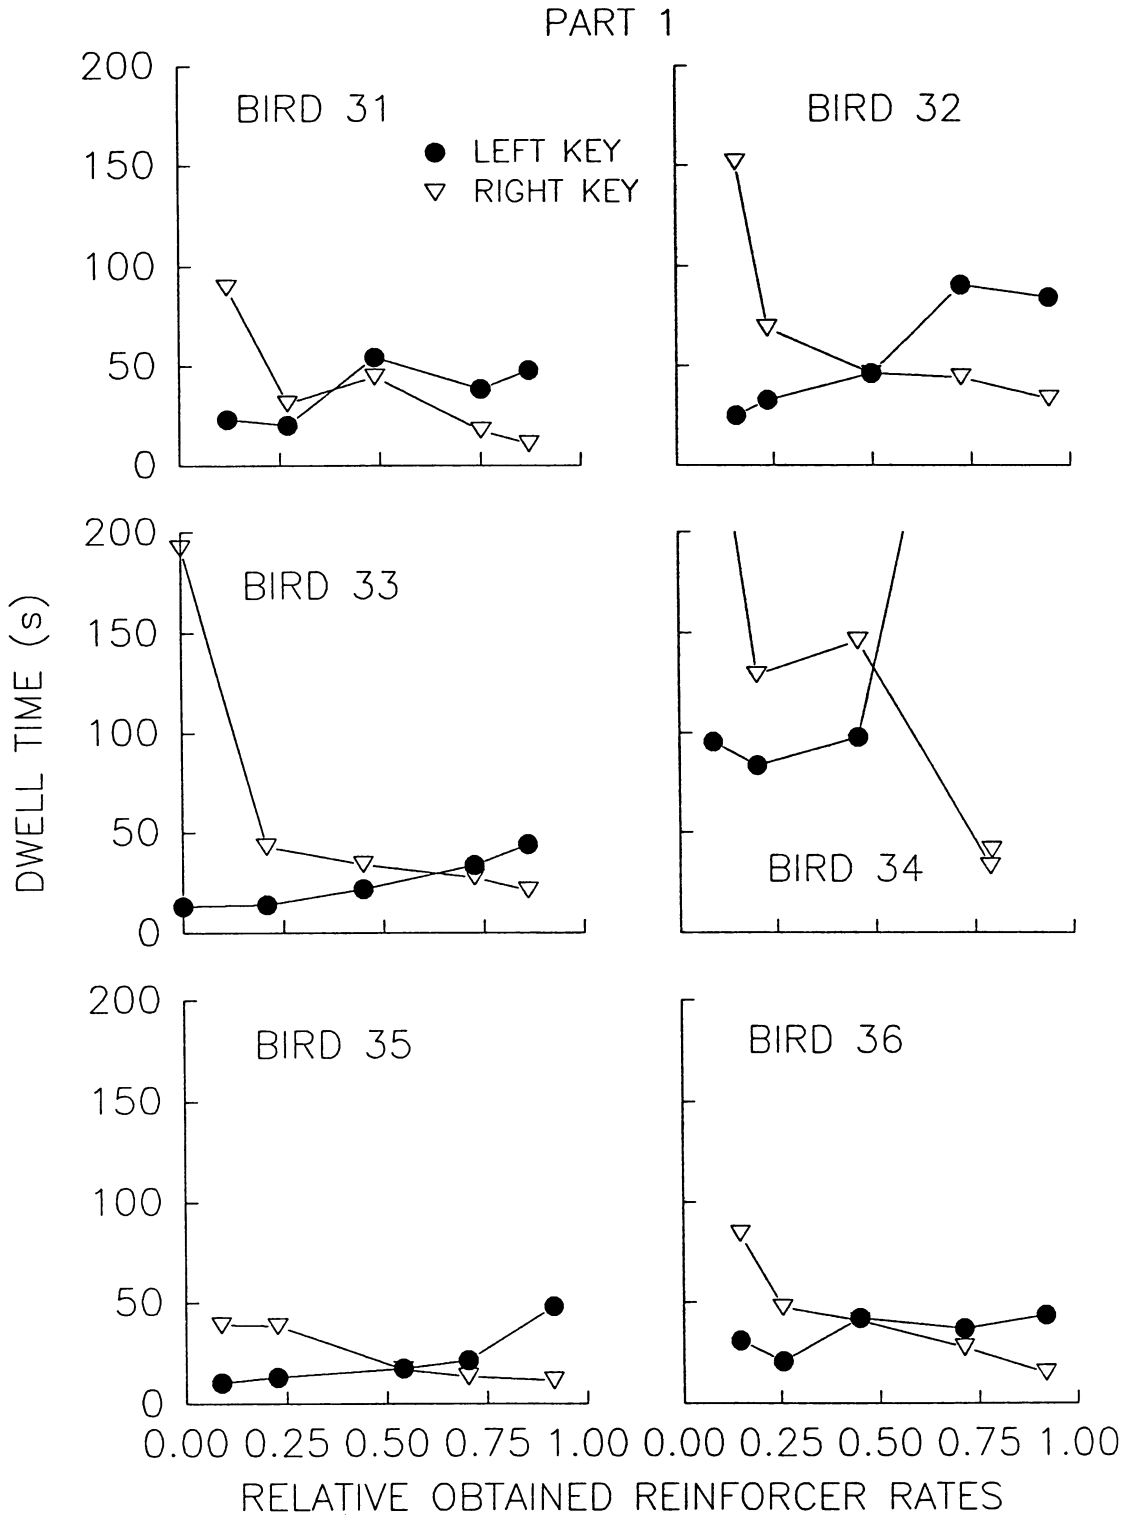 PART 1
200
150
100
50
0
BIRD 31
LEFT KEY
RIGHT KEY
BIRD 32
200
150
100
50
0
BIRD 33
BIRD 34
200
150
100
50
0
BIRD 35
BIRD 36
DWELL TIME (s)
0.00 0.25 0.50 0.75 1.00 0.00 0.25 0.50 0.75 1.00
RELATIVE OBTAINED REINFORCER RATES